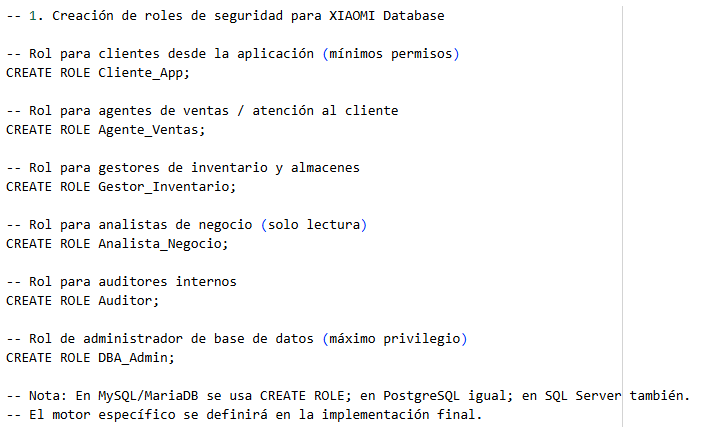 -- 1. Creación de roles de seguridad para XIAOMI Database
-- Rol para clientes desde la aplicación (mínimos permisos)
CREATE ROLE Cliente_App;
-- Rol para agentes de ventas / atención al cliente
CREATE ROLE Agente_Ventas;
-- Rol para gestores de inventario y almacenes
CREATE ROLE Gestor_Inventario;
-- Rol para analistas de negocio (solo lectura)
CREATE ROLE Analista_Negocio;
-- Rol para auditores internos
CREATE ROLE Auditor;
-- Rol de administrador de base de datos (máximo privilegio)
CREATE ROLE DBA_Admin;
-- Nota: En MySQL/MariaDB se usa CREATE ROLE; en PostgreSQL igual; en SQL Server también.
-- El motor específico se definirá en la implementación final.